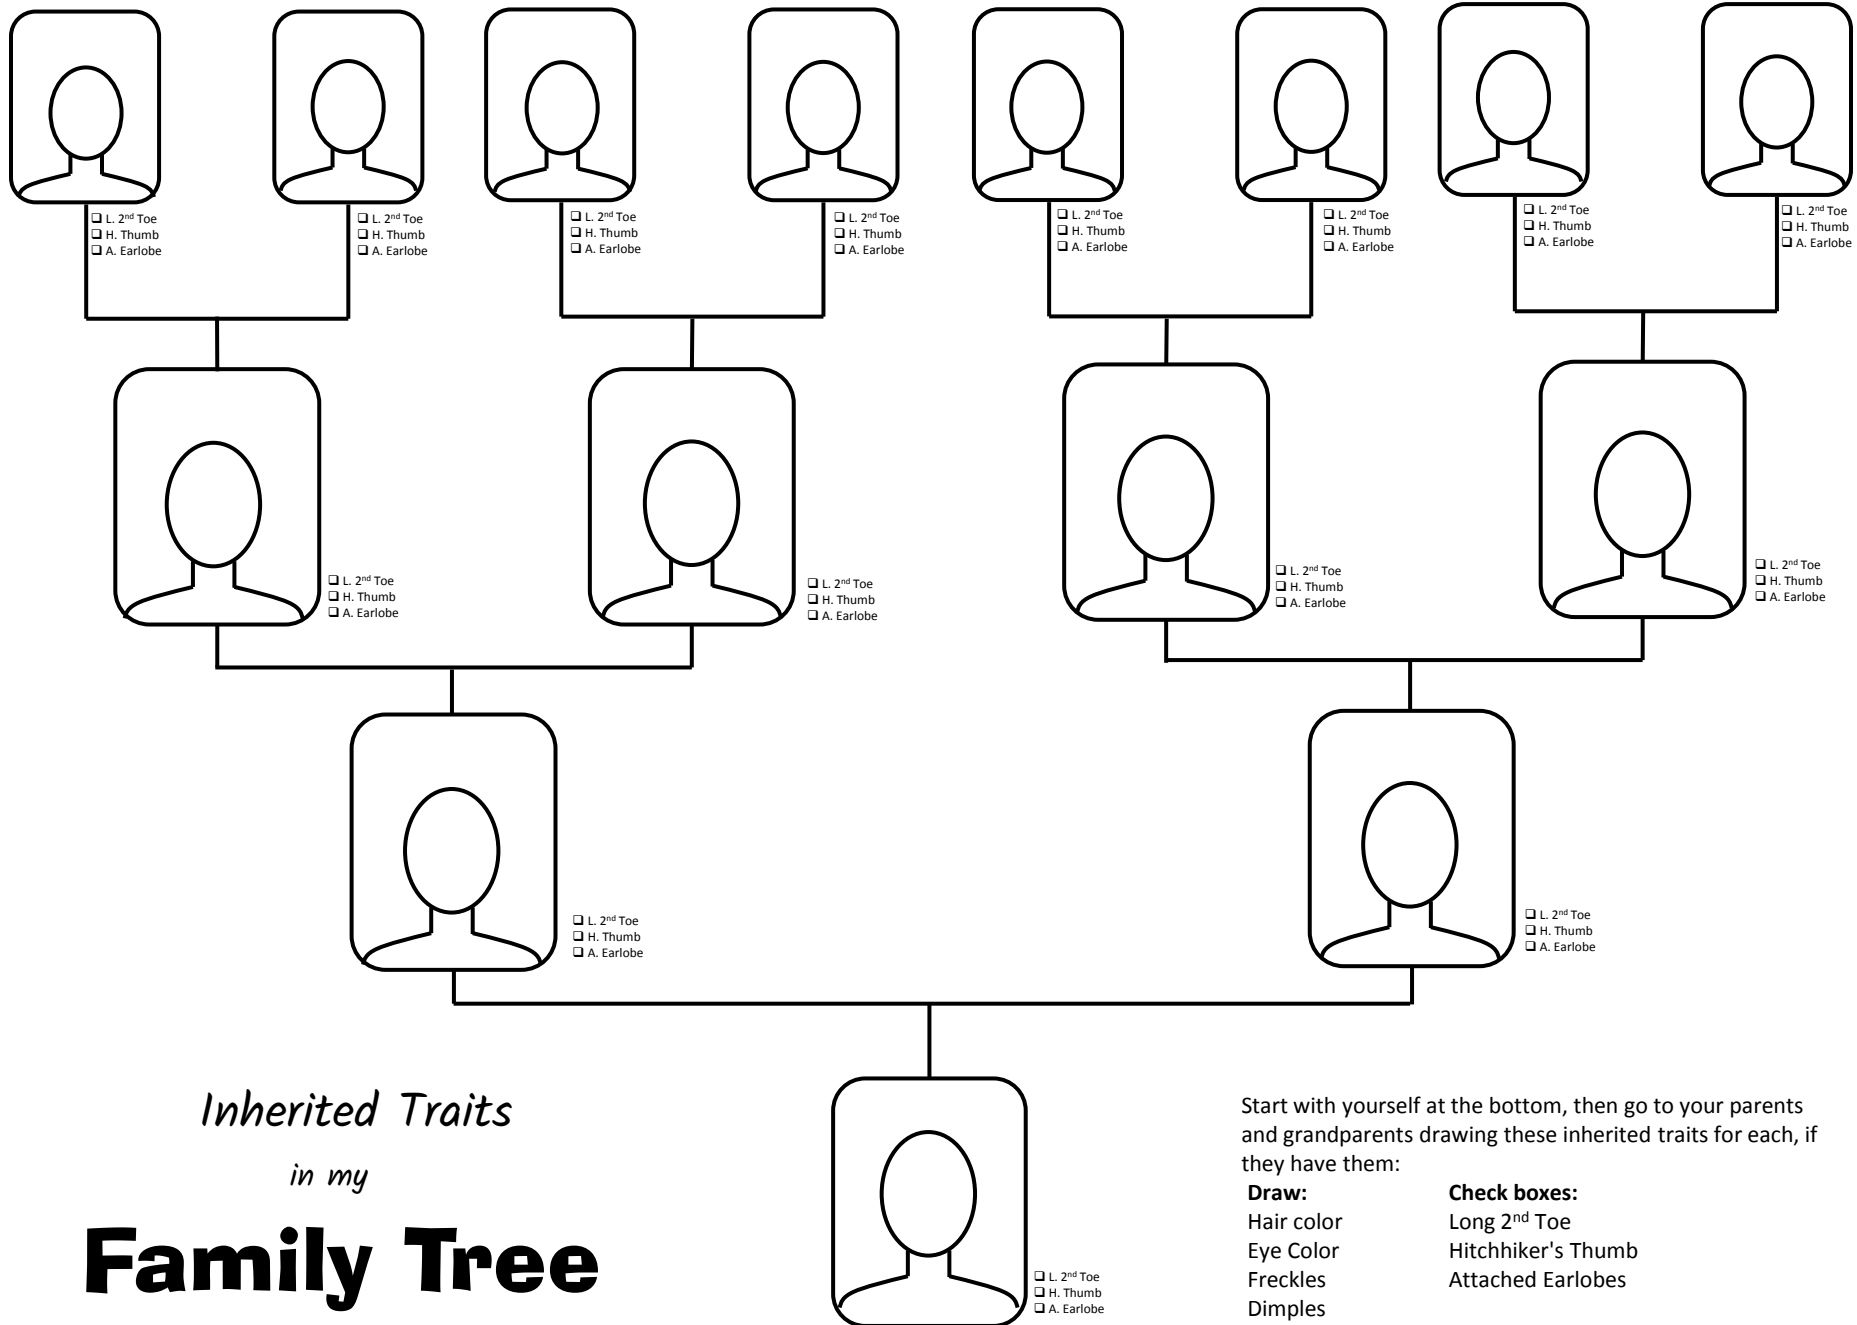 ❑ L. 2nd Toe
❑ H. Thumb
❑ A. Earlobe
❑ L. 2nd Toe
❑ H. Thumb
❑ A. Earlobe
❑ L. 2nd Toe
❑ H. Thumb
❑ A. Earlobe
❑ L. 2nd Toe
❑ H. Thumb
❑ A. Earlobe
❑ L. 2nd Toe
❑ H. Thumb
❑ A. Earlobe
❑ L. 2nd Toe
❑ H. Thumb
❑ A. Earlobe
❑ L. 2nd Toe
❑ H. Thumb
❑ A. Earlobe
❑ L. 2nd Toe
❑ H. Thumb
❑ A. Earlobe
❑ L. 2nd Toe
❑ H. Thumb
❑ A. Earlobe
❑ L. 2nd Toe
❑ H. Thumb
❑ A. Earlobe
❑ L. 2nd Toe
❑ H. Thumb
❑ A. Earlobe
❑ L. 2nd Toe
❑ H. Thumb
❑ A. Earlobe
❑ L. 2nd Toe
❑ H. Thumb
❑ A. Earlobe
❑ L. 2nd Toe
❑ H. Thumb
❑ A. Earlobe
Inherited Traits
in my
Family Tree
❑ L. 2nd Toe
❑ H. Thumb
❑ A. Earlobe
Start with yourself at the bottom, then go to your parents
and grandparents drawing these inherited traits for each, if
they have them:
Draw:
Hair color
Eye Color
Freckles
Dimples
Check boxes:
Long 2nd Toe
Hitchhiker's Thumb
Attached Earlobes